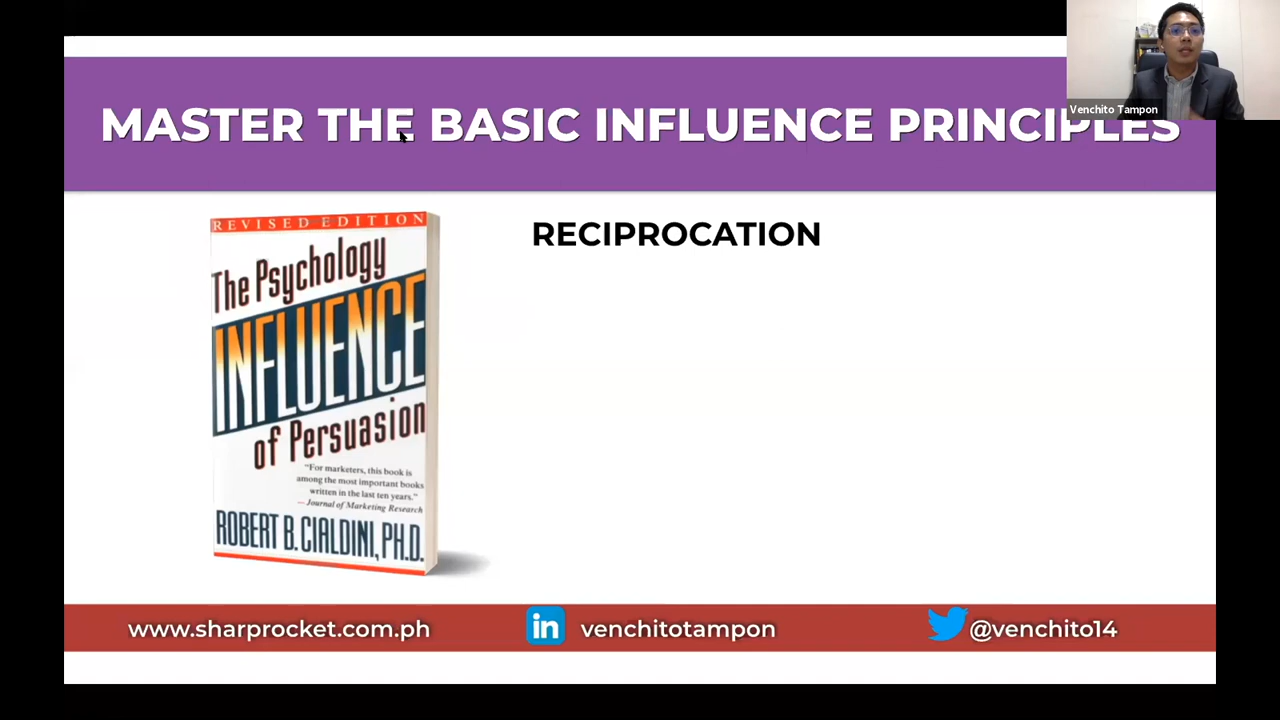 Venchito Tampon
MASTER THE BASIC INFLUENCE PRINCIPLES
RECIPROCATION
REVISED EDITION
The Psychology
INFLUENCE
of Persuasion
"For marketers, this book is
among the most important books
written in the last ten years."
— Journal of Marketing Research
ROBERT B. CIALDINI, PH.D.
www.sharprocket.com.ph
in
venchitotampon
@venchito14